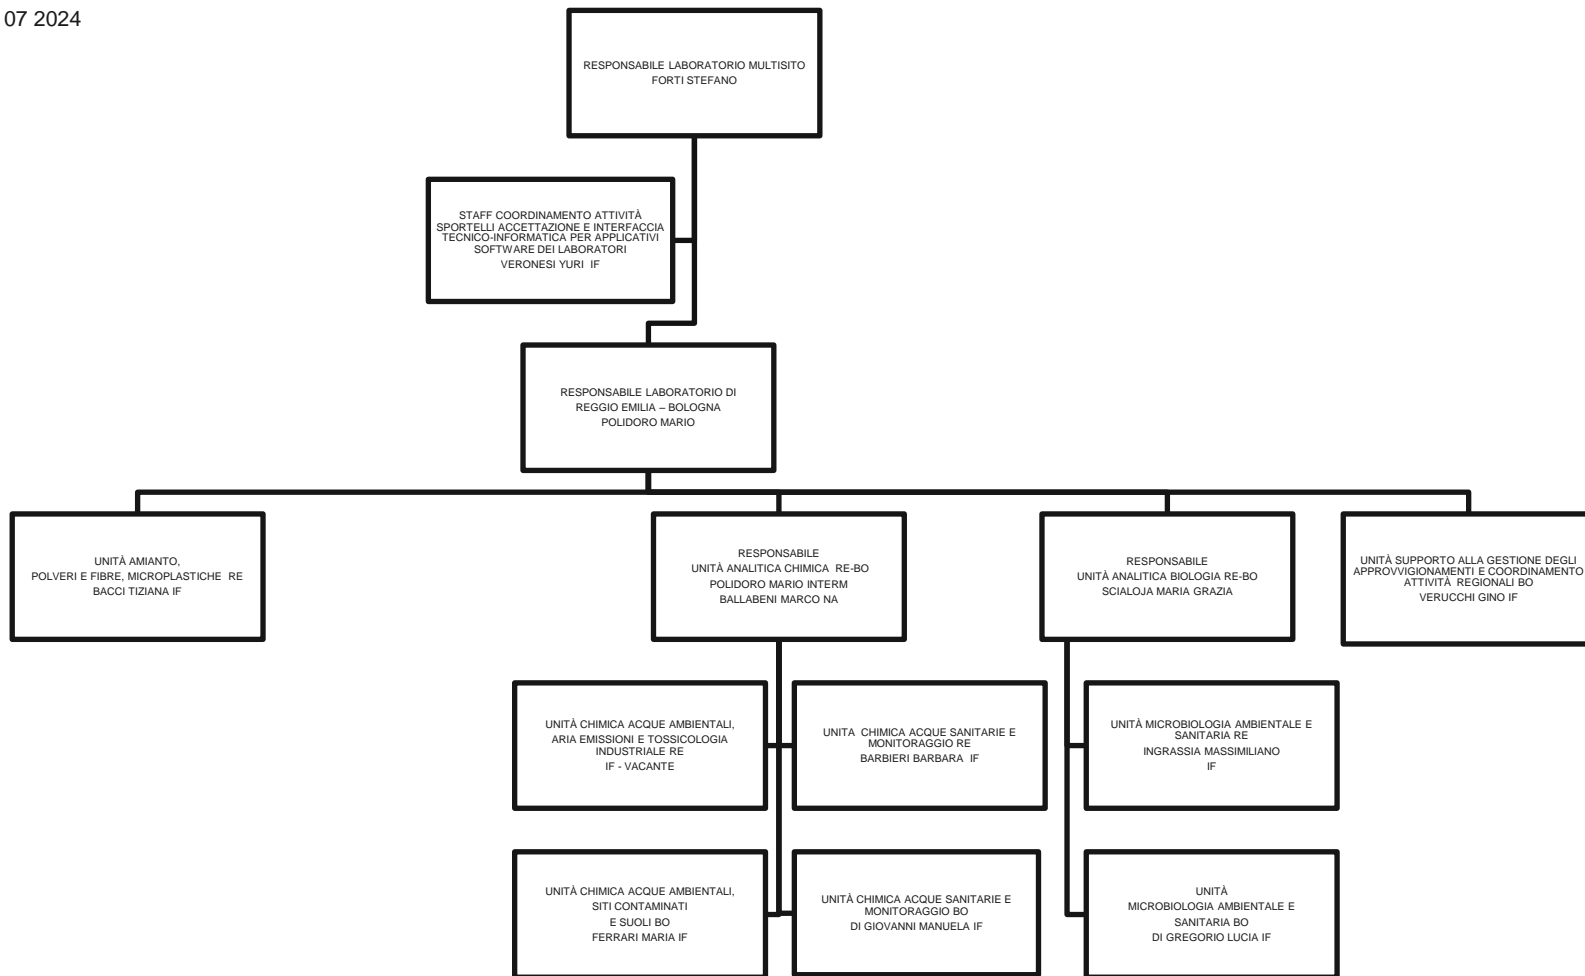 07 2024
RESPONSABILE LABORATORIO MULTISITO
FORTI STEFANO
STAFF COORDINAMENTO ATTIVITÀ
SPORTELLI ACCETTAZIONE E INTERFACCIA
TECNICO-INFORMATICA PER APPLICATIVI
SOFTWARE DEI LABORATORI
VERONESI YURI IF
RESPONSABILE LABORATORIO DI
REGGIO EMILIA – BOLOGNA
POLIDORO MARIO
UNITÀ AMIANTO,
POLVERI E FIBRE, MICROPLASTICHE RE
BACCI TIZIANA IF
RESPONSABILE
UNITÀ ANALITICA CHIMICA RE-BO
POLIDORO MARIO INTERM
BALLABENI MARCO NA
RESPONSABILE
UNITÀ ANALITICA BIOLOGIA RE-BO
SCIALOJA MARIA GRAZIA
UNITÀ SUPPORTO ALLA GESTIONE DEGLI
APPROVVIGIONAMENTI E COORDINAMENTO
ATTIVITÀ REGIONALI BO
VERUCCHI GINO IF
UNITÀ CHIMICA ACQUE AMBIENTALI,
ARIA EMISSIONI E TOSSICOLOGIA
INDUSTRIALE RE
IF - VACANTE
UNITA CHIMICA ACQUE SANITARIE E
MONITORAGGIO RE
BARBIERI BARBARA IF
UNITÀ MICROBIOLOGIA AMBIENTALE E
SANITARIA RE
INGRASSIA MASSIMILIANO
IF
UNITÀ CHIMICA ACQUE AMBIENTALI,
SITI CONTAMINATI
E SUOLI BO
FERRARI MARIA IF
UNITÀ CHIMICA ACQUE SANITARIE E
MONITORAGGIO BO
DI GIOVANNI MANUELA IF
UNITÀ
MICROBIOLOGIA AMBIENTALE E
SANITARIA BO
DI GREGORIO LUCIA IF